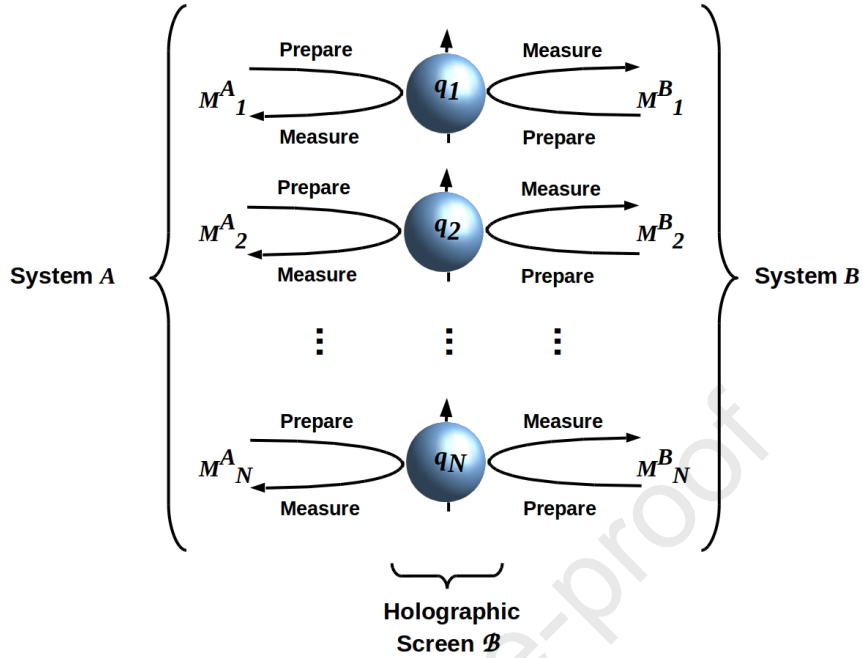 Prepare Measure
M^A_1 q_1 M^B_1
Measure Prepare
Prepare Measure
M^A_2 q_2 M^B_2
Measure Prepare
System A System B
⋮ ⋮ ⋮
Prepare Measure
M^A_N q_N M^B_N
Measure Prepare
Holographic
Screen ℬ
e-proof